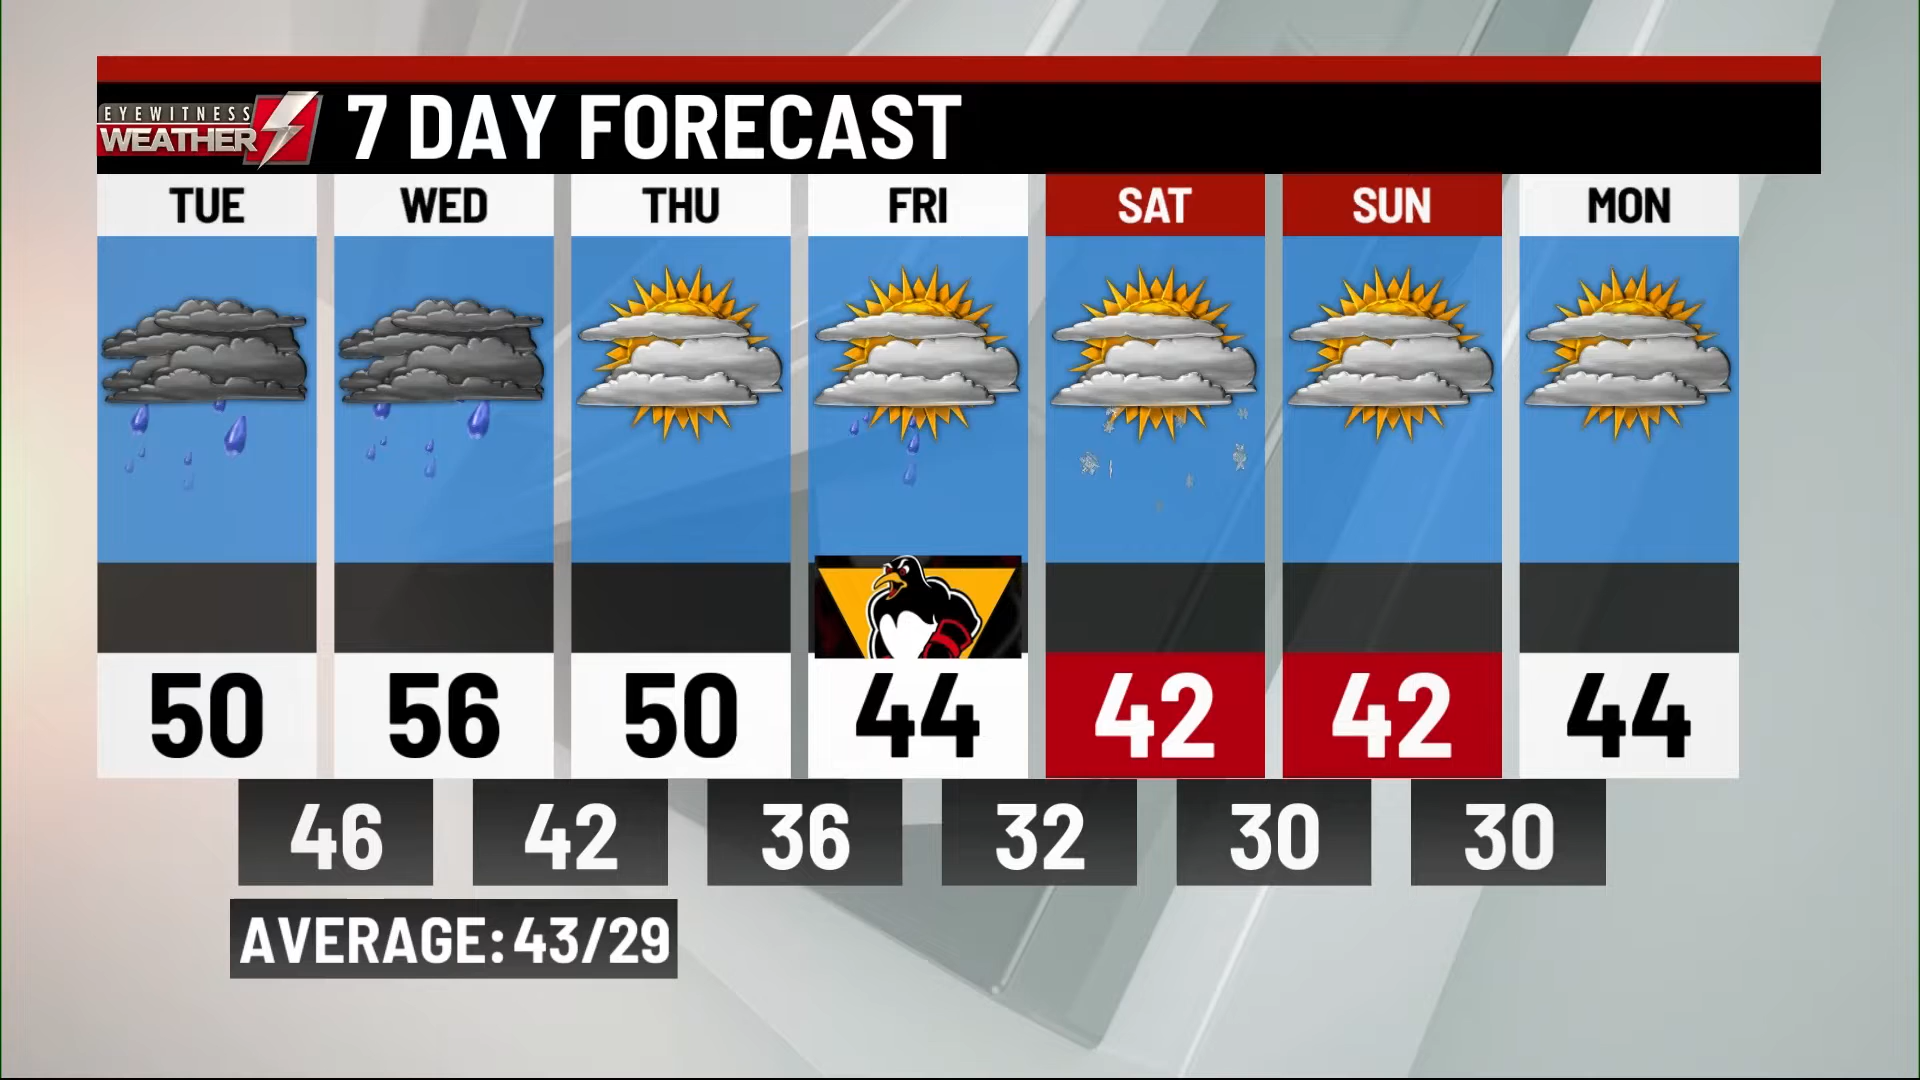 EYEWITNESS
WEATHER
7 DAY FORECAST
TUE WED THU FRI SAT SUN MON
50 56 50 44 42 42 44
46 42 36 32 30 30
AVERAGE: 43/29